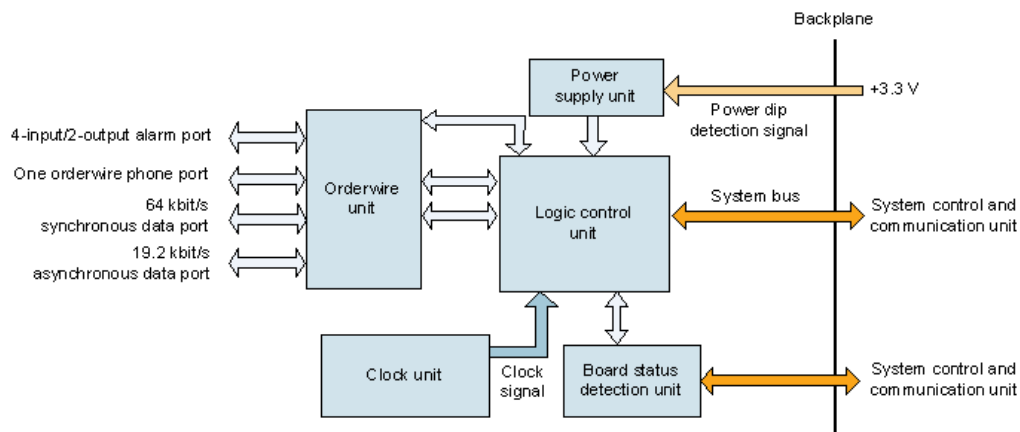 Backplane
Power
supply unit
+3.3 V
Power dip
detection signal
4-input/2-output alarm port
One orderwire phone port
64 kbit/s
synchronous data port
19.2 kbit/s
asynchronous data port
Orderwire
unit
Logic control
unit
System bus
System control and
communication unit
Clock unit
Clock
signal
Board status
detection unit
System control and
communication unit